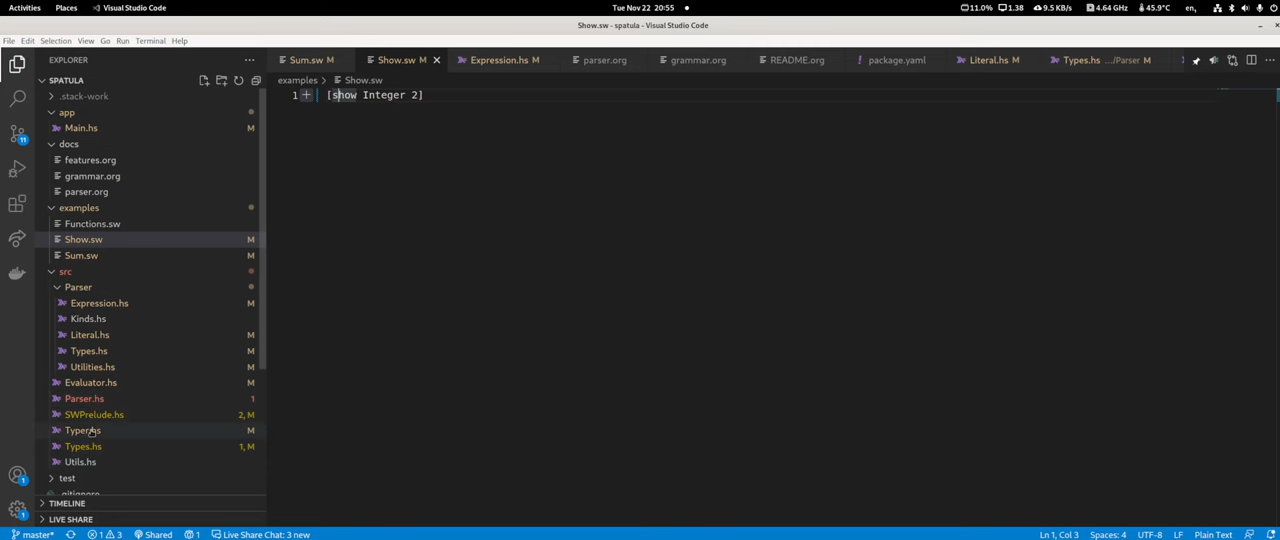 Activities Places Visual Studio Code Tue Nov 22 20:55 11.0% 1.38 9.5 KB/s 4.64 GHz 45.9°C en,
Show.sw - spatula - Visual Studio Code
File Edit Selection View Go Run Terminal Help
EXPLORER ... Sum.sw M Show.sw M Expression.hs M parser.org grammar.org README.org package.yaml Literal.hs M Types.hs .../Parser M
SPATULA
examples > Show.sw
.stack-work
1 [show Integer 2]
app
Main.hs
docs
features.org
grammar.org
parser.org
examples
Functions.sw
Show.sw M
Sum.sw M
src
Parser
Expression.hs M
Kinds.hs
Literal.hs M
Types.hs M
Utilities.hs M
Evaluator.hs M
Parser.hs 1
SWPrelude.hs 2, M
Typer.hs M
Types.hs 1, M
Utils.hs
test
.gitignore
TIMELINE
LIVE SHARE
11
1
1
master* 1 3 Shared 1 Live Share Chat: 3 new Ln 1, Col 3 Spaces: 4 UTF-8 LF Plain Text